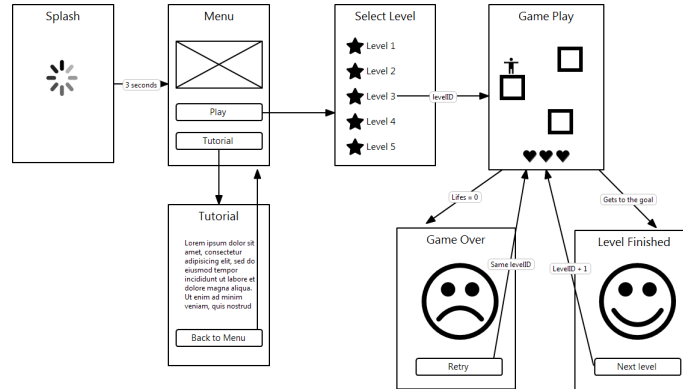 Splash
3 seconds
Menu
Play
Tutorial
Select Level
Level 1
Level 2
Level 3
Level 4
Level 5
levelID
Game Play
Tutorial
Lorem ipsum dolor sit
amet, consectetur
adipisicing elit, sed do
eiusmod tempor
incididunt ut labore et
dolore magna aliqua.
Ut enim ad minim
veniam, quis nostrud
Back to Menu
Lifes = 0
Gets to the goal
Game Over
Same levelID
Retry
Level Finished
LevelID + 1
Next level